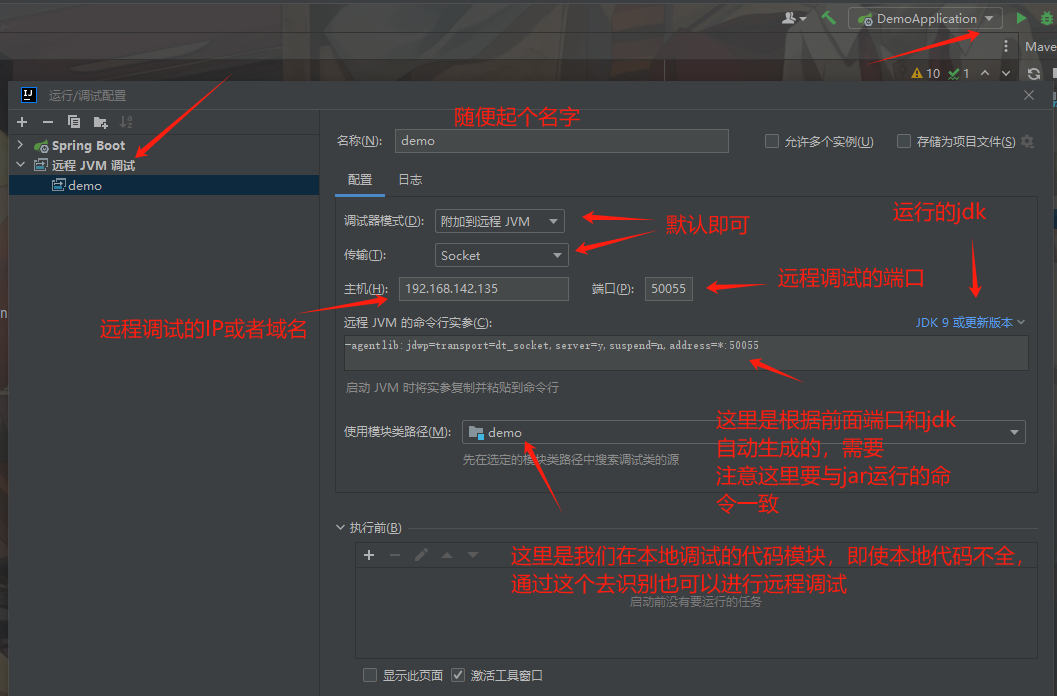 DemoApplication
Mave
10
1
运行/调试配置
Spring Boot
远程 JVM 调试
demo
随便起个名字
名称(N):
demo
允许多个实例(U)
存储为项目文件(S)
配置
日志
运行的jdk
调试器模式(D):
附加到远程 JVM
默认即可
传输(T):
Socket
主机(H):
192.168.142.135
端口(P):
50055
远程调试的端口
远程调试的IP或者域名
远程 JVM 的命令行实参(C):
JDK 9 或更新版本
-agentlib:jdwp=transport=dt_socket,server=y,suspend=n,address=*:50055
启动 JVM 时将实参复制并粘贴到命令行
使用模块类路径(M):
demo
先在选定的模块类路径中搜索调试类的源
这里是根据前面端口和jdk
自动生成的，需要
注意这里要与jar运行的命
令一致
执行前(B)
这里是我们在本地调试的代码模块，即使本地代码不全，
通过这个去识别也可以进行远程调试
启动前没有要运行的任务
显示此页面
激活工具窗口